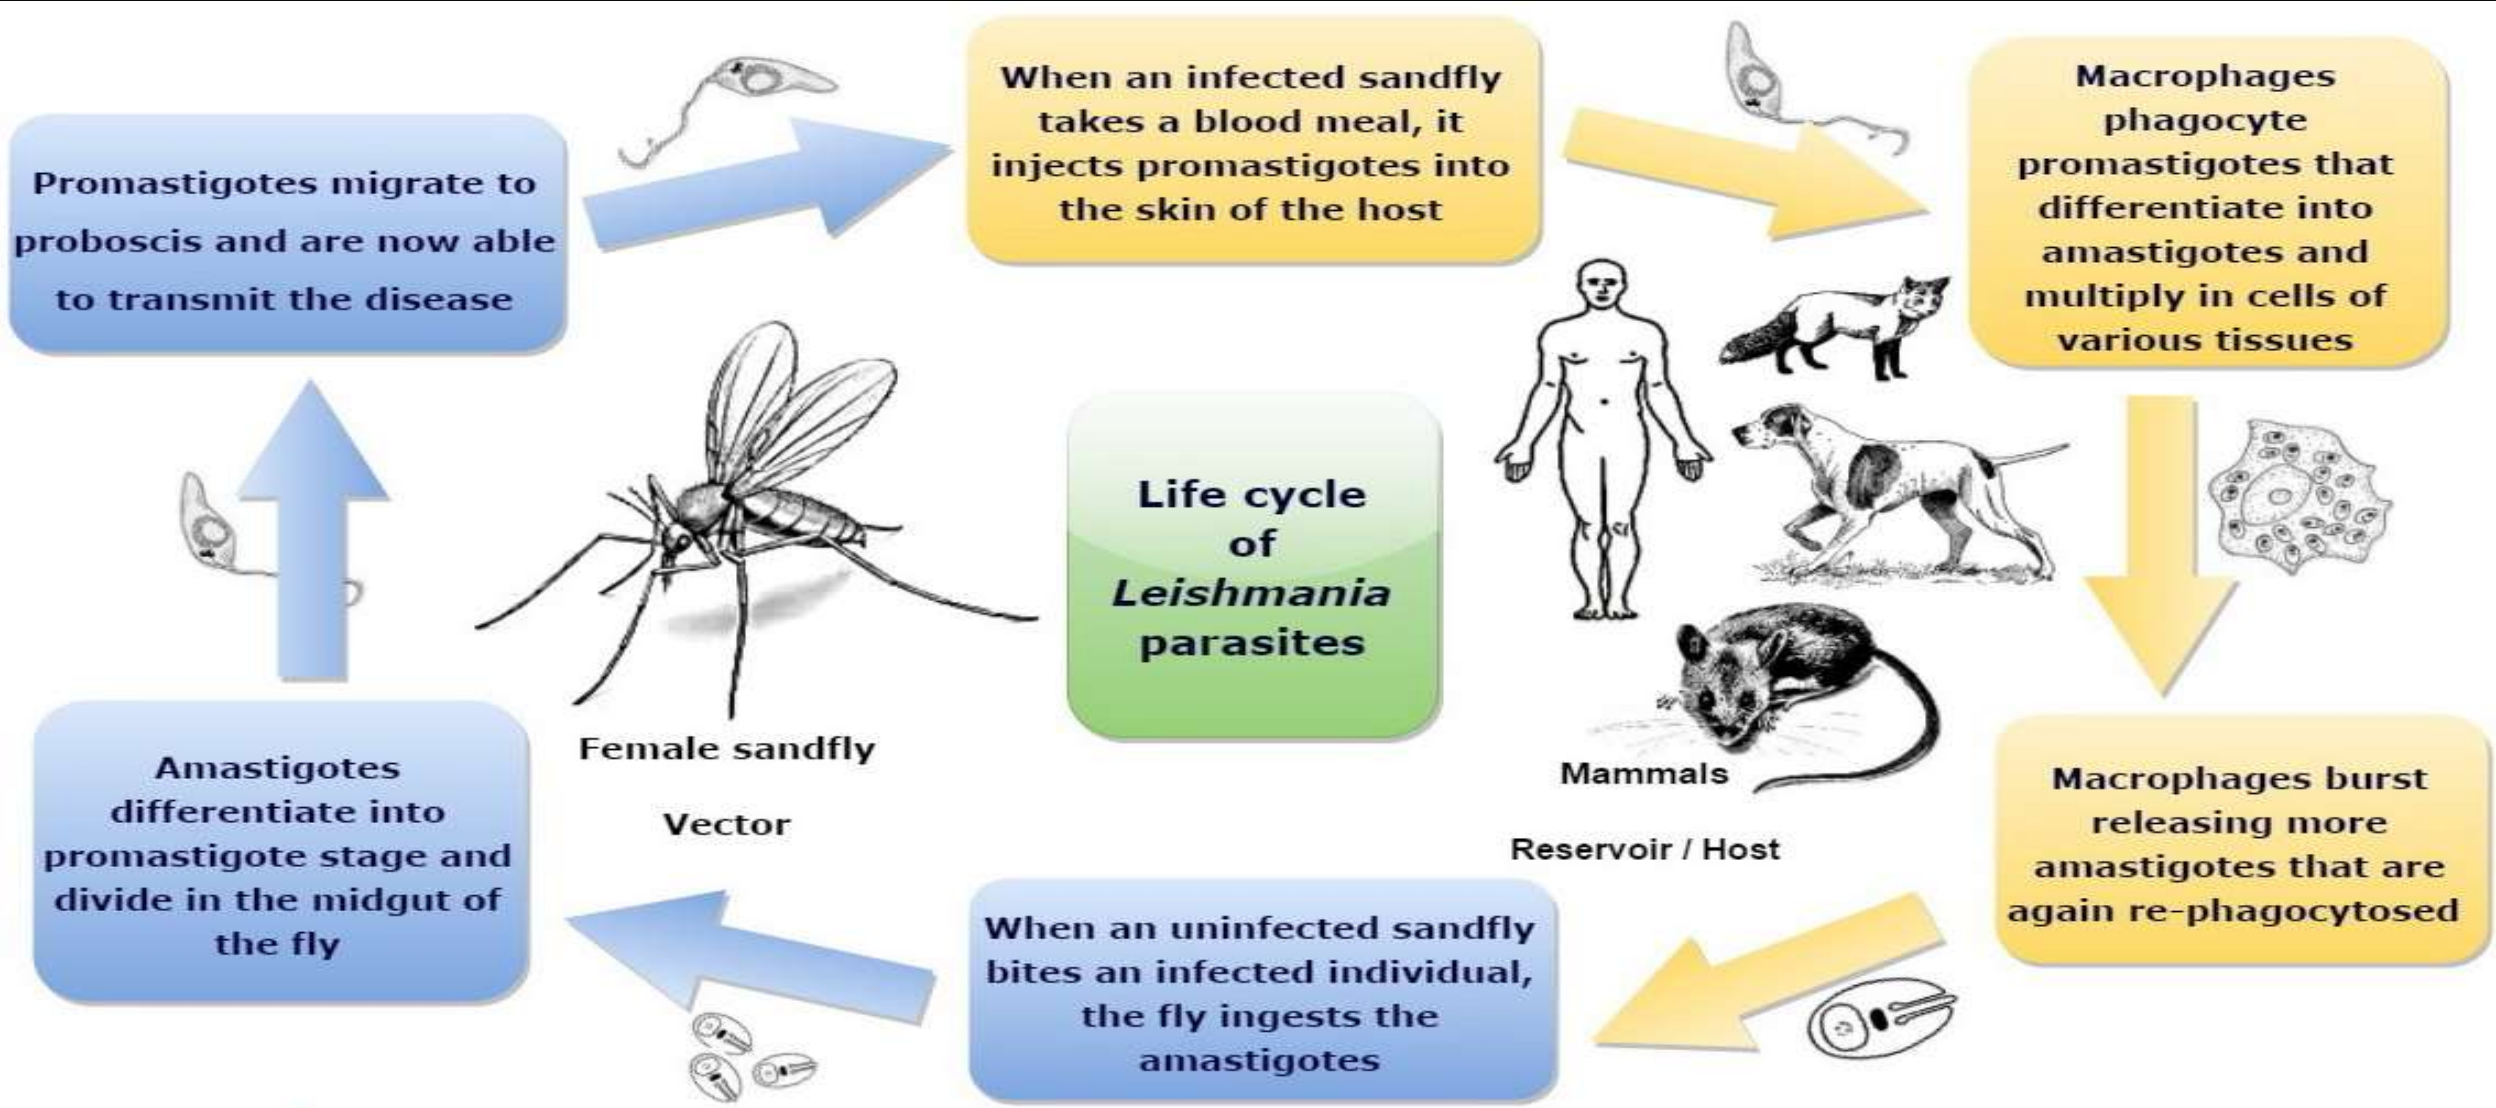 When an infected sandfly
takes a blood meal, it
injects promastigotes into
the skin of the host
Macrophages
phagocyte
promastigotes that
differentiate into
amastigotes and
multiply in cells of
various tissues
Macrophages burst
releasing more
amastigotes that are
again re-phagocytosed
When an uninfected sandfly
bites an infected individual,
the fly ingests the
amastigotes
Amastigotes
differentiate into
promastigote stage and
divide in the midgut of
the fly
Promastigotes migrate to
proboscis and are now able
to transmit the disease
Female sandfly
Vector
Life cycle
of
Leishmania
parasites
Mammals
Reservoir / Host